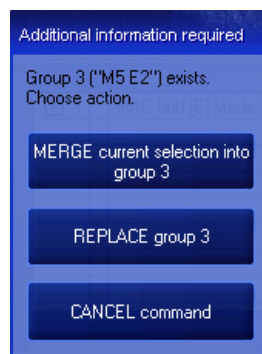 Additional information required
Group 3 ("M5 E2") exists.
Choose action.
MERGE current selection into
group 3
REPLACE group 3
CANCEL command